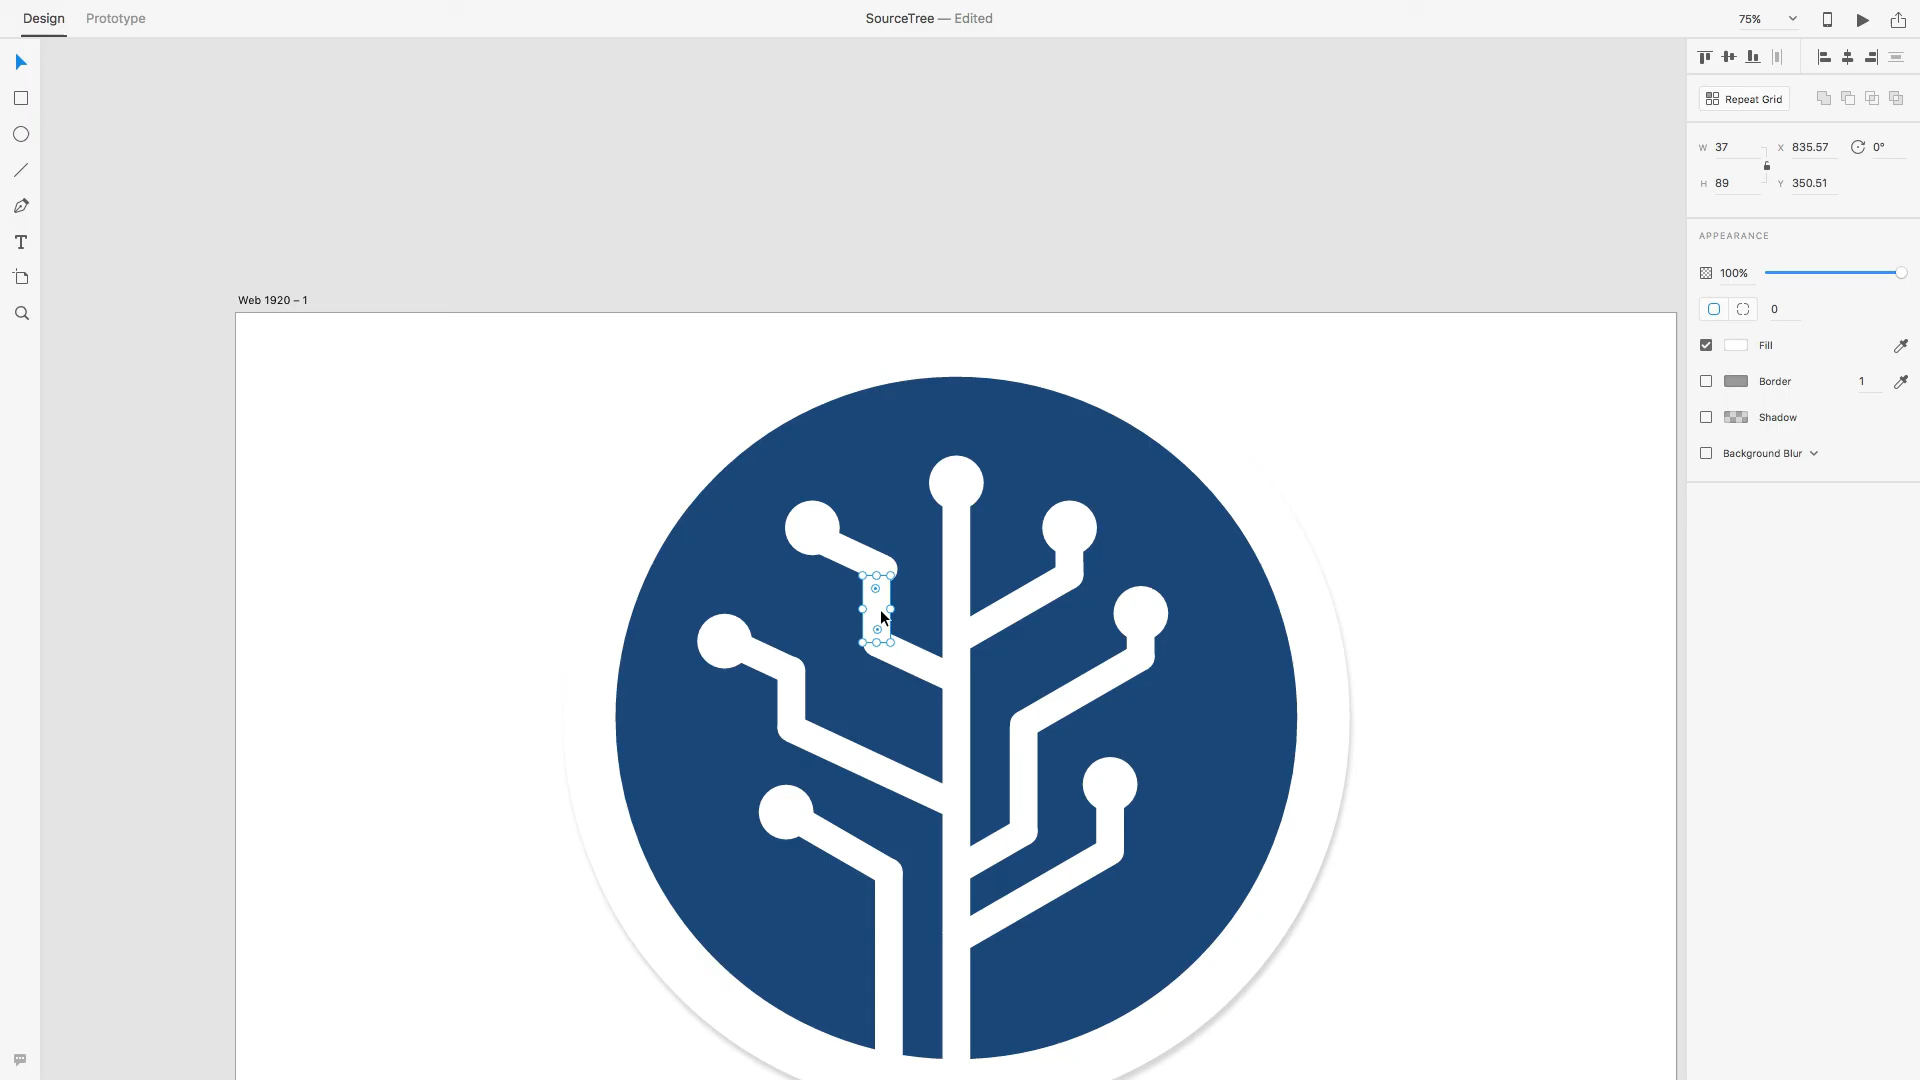 Design Prototype SourceTree — Edited 75%
Repeat Grid
W 37 X 835.57 0°
H 89 Y 350.51
APPEARANCE
100%
0
Fill
Border 1
Shadow
Background Blur
Web 1920 – 1